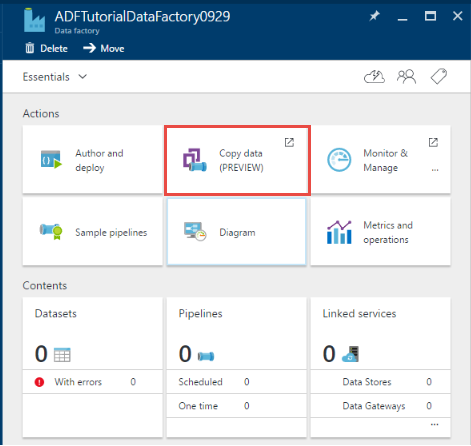 ADFTutorialDataFactory0929
Data factory
Delete Move
Essentials
Actions
Author and
deploy
Copy data
(PREVIEW)
Monitor &
Manage
...
Sample pipelines
Diagram
Metrics and
operations
Contents
Datasets
0
With errors 0
Pipelines
0
Scheduled 0
One time 0
Linked services
0
Data Stores 0
Data Gateways 0
...